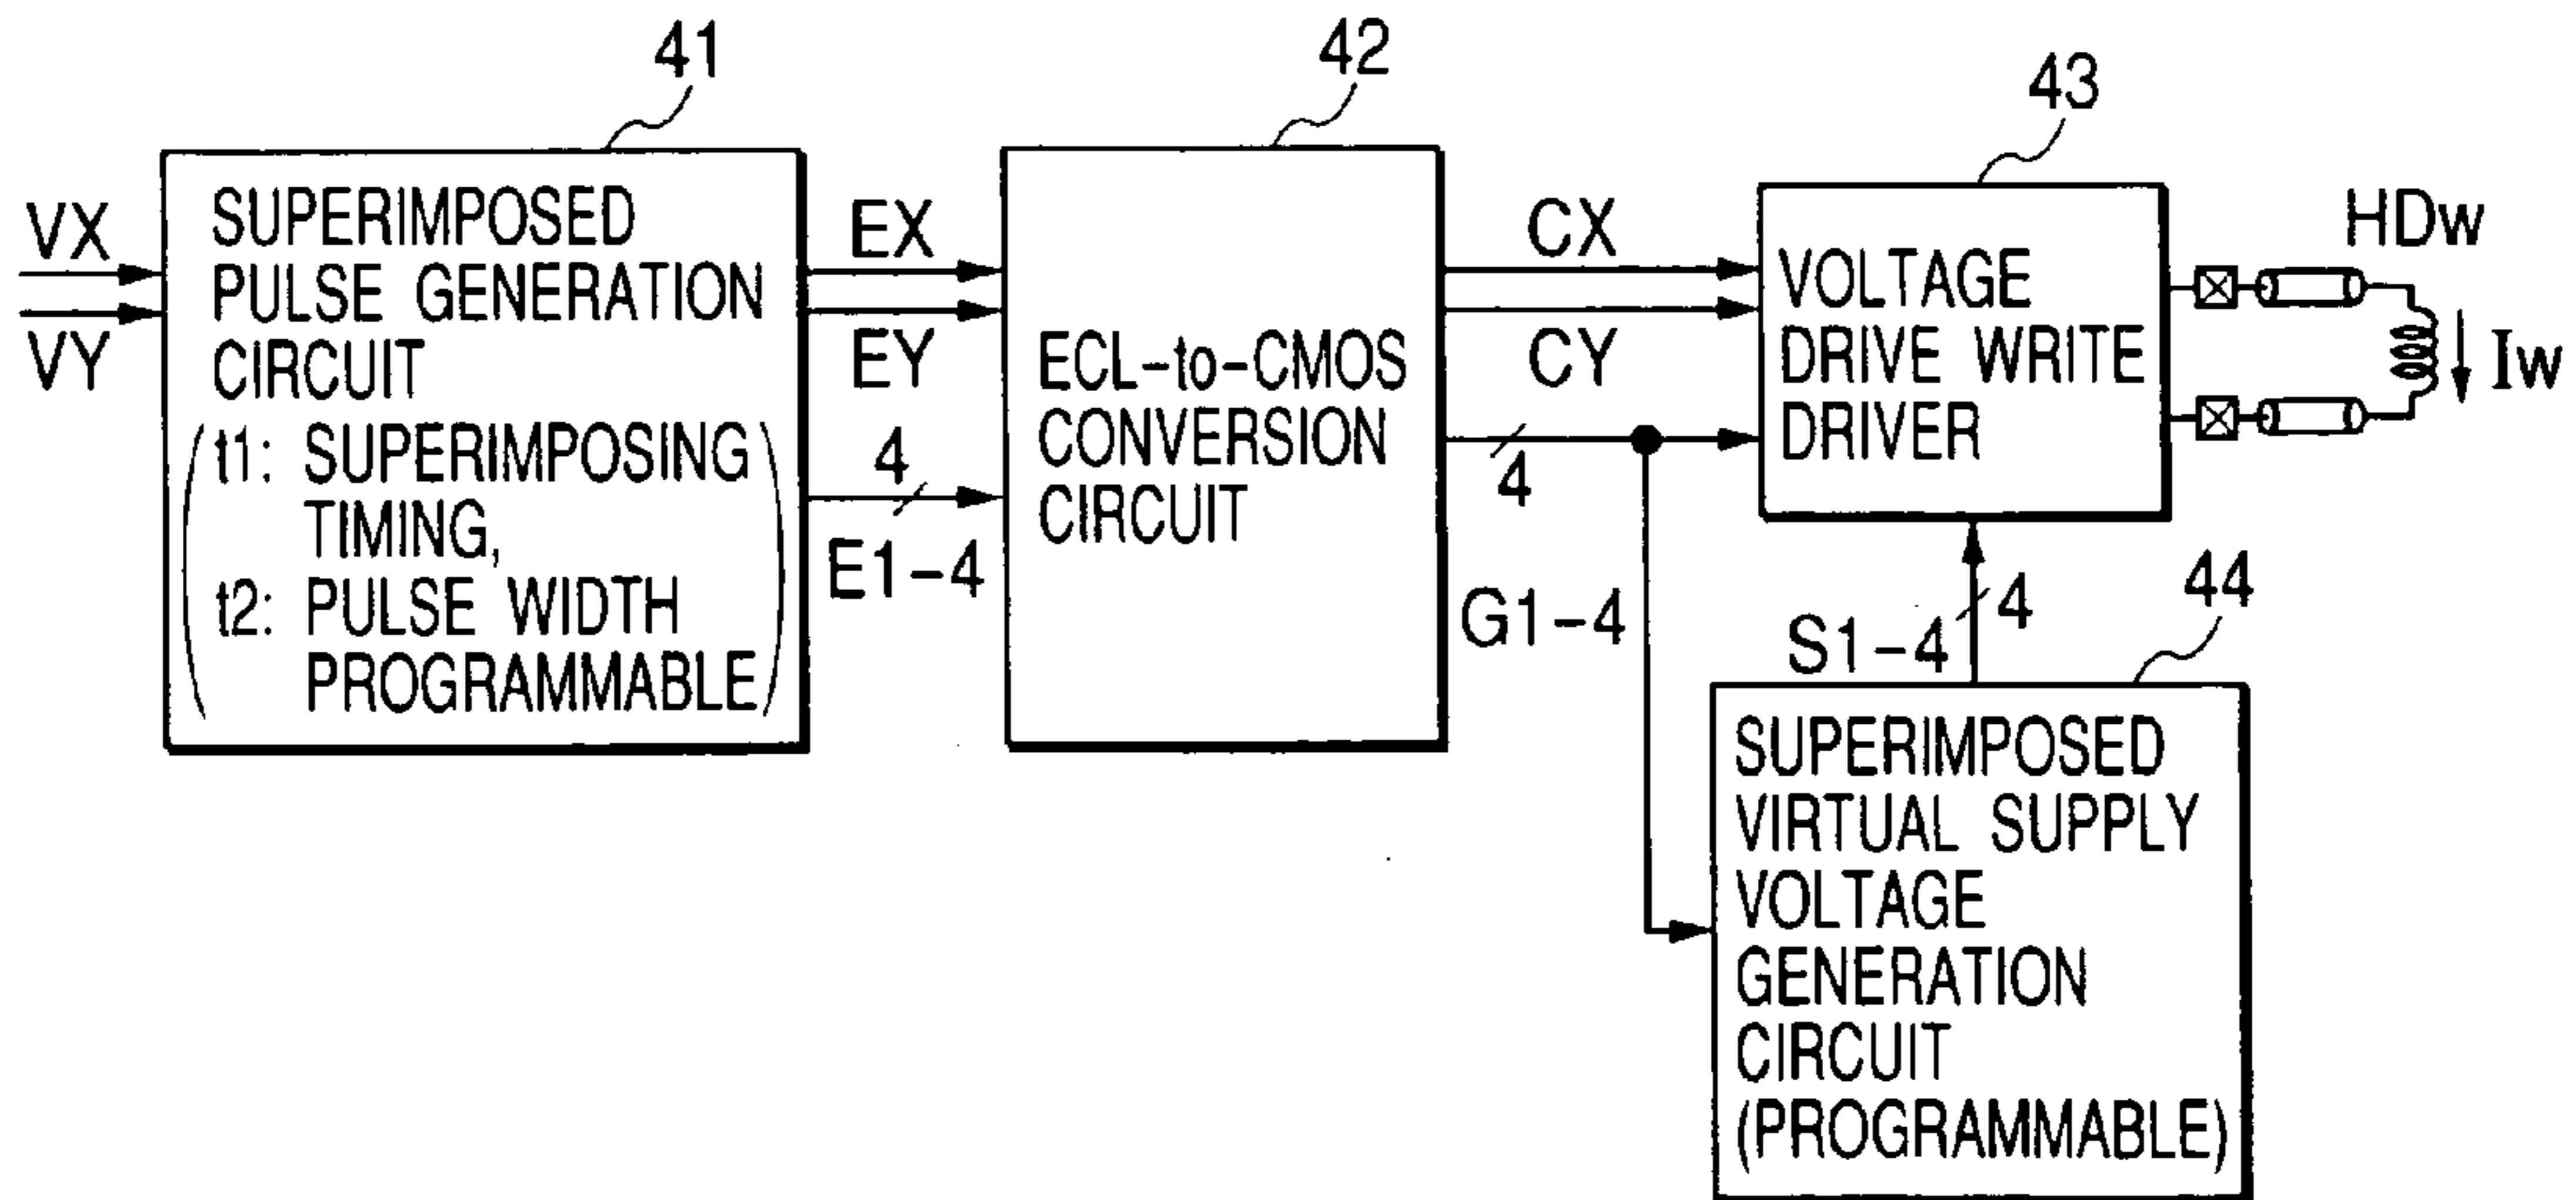 41
42
43
VX
VY
SUPERIMPOSED
PULSE GENERATION
CIRCUIT
t1: SUPERIMPOSING
TIMING,
t2: PULSE WIDTH
PROGRAMMABLE
EX
EY
4
E1-4
ECL-to-CMOS
CONVERSION
CIRCUIT
CX
CY
4
G1-4
VOLTAGE
DRIVE WRITE
DRIVER
HDw
Iw
S1-4
4
44
SUPERIMPOSED
VIRTUAL SUPPLY
VOLTAGE
GENERATION
CIRCUIT
(PROGRAMMABLE)